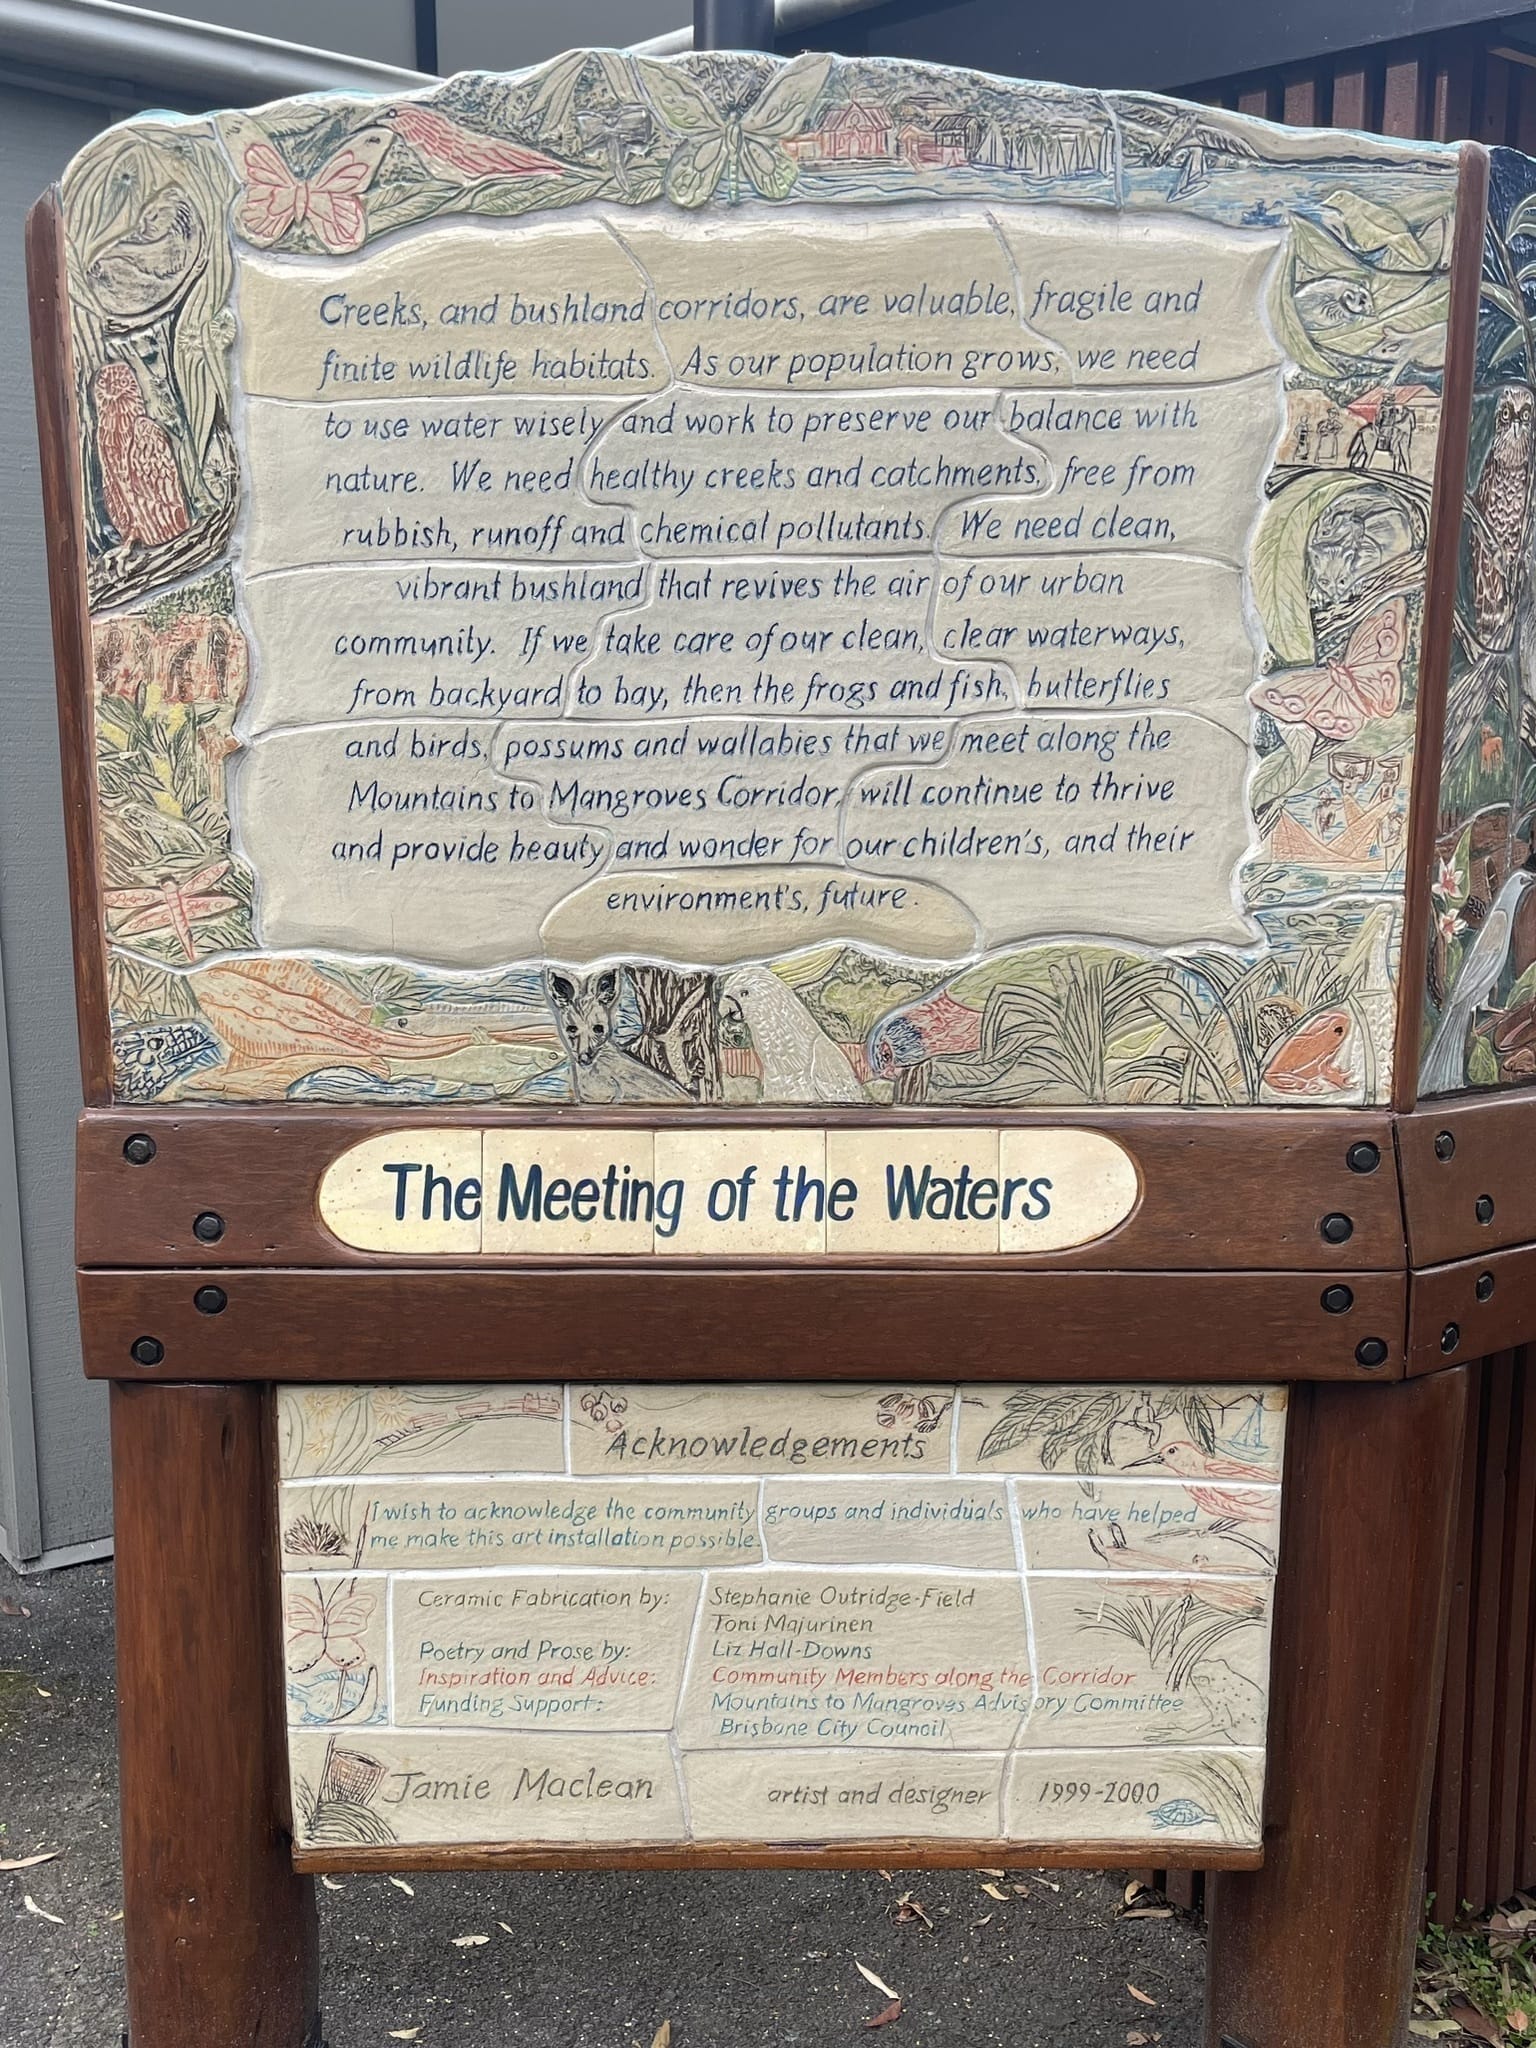 Creeks, and bushland corridors, are valuable, fragile and
finite wildlife habitats. As our population grows, we need
to use water wisely and work to preserve our balance with
nature. We need healthy creeks and catchments, free from
rubbish, runoff and chemical pollutants. We need clean,
vibrant bushland that revives the air of our urban
community. If we take care of our clean, clear waterways,
from backyard to bay, then the frogs and fish, butterflies
and birds, possums and wallabies that we meet along the
Mountains to Mangroves Corridor, will continue to thrive
and provide beauty and wonder for our children's, and their
environment's, future.
The Meeting of the Waters
Acknowledgements
I wish to acknowledge the community groups and individuals who have helped
me make this art installation possible.
Ceramic Fabrication by: Stephanie Outridge-Field
Toni Majurinen
Poetry and Prose by: Liz Hall-Downs
Inspiration and Advice: Community Members along the Corridor
Funding Support: Mountains to Mangroves Advisory Committee
Brisbane City Council
Jamie Maclean artist and designer 1999-2000